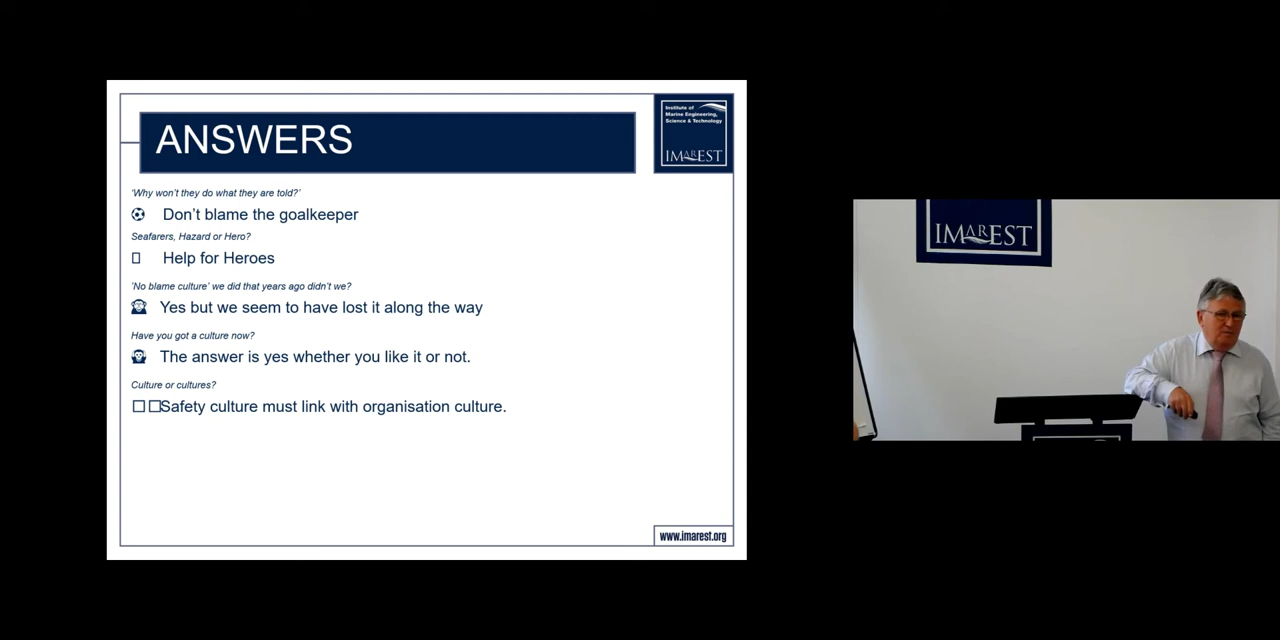 ANSWERS
Institute of
Marine Engineering,
Science & Technology
IMAREST
'Why won't they do what they are told?'
Don't blame the goalkeeper
Seafarers, Hazard or Hero?
Help for Heroes
'No blame culture' we did that years ago didn't we?
Yes but we seem to have lost it along the way
Have you got a culture now?
The answer is yes whether you like it or not.
Culture or cultures?
Safety culture must link with organisation culture.
www.imarest.org
IMAREST